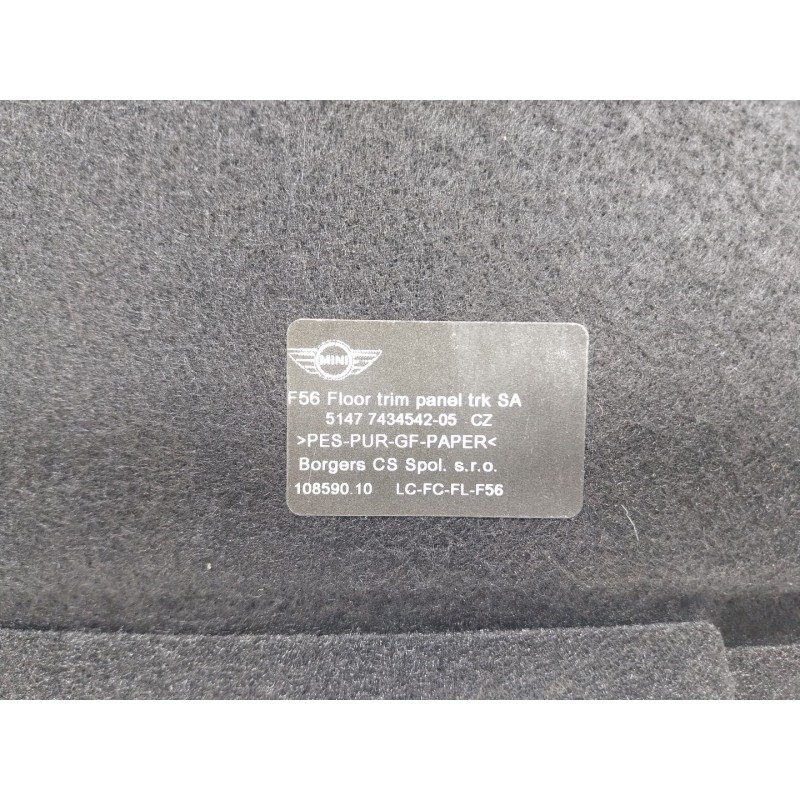 MINI
F56 Floor trim panel trk SA
5147 7434542-05 CZ
>PES-PUR-GF-PAPER<
Borgers CS Spol. s.r.o.
108590.10 LC-FC-FL-F56